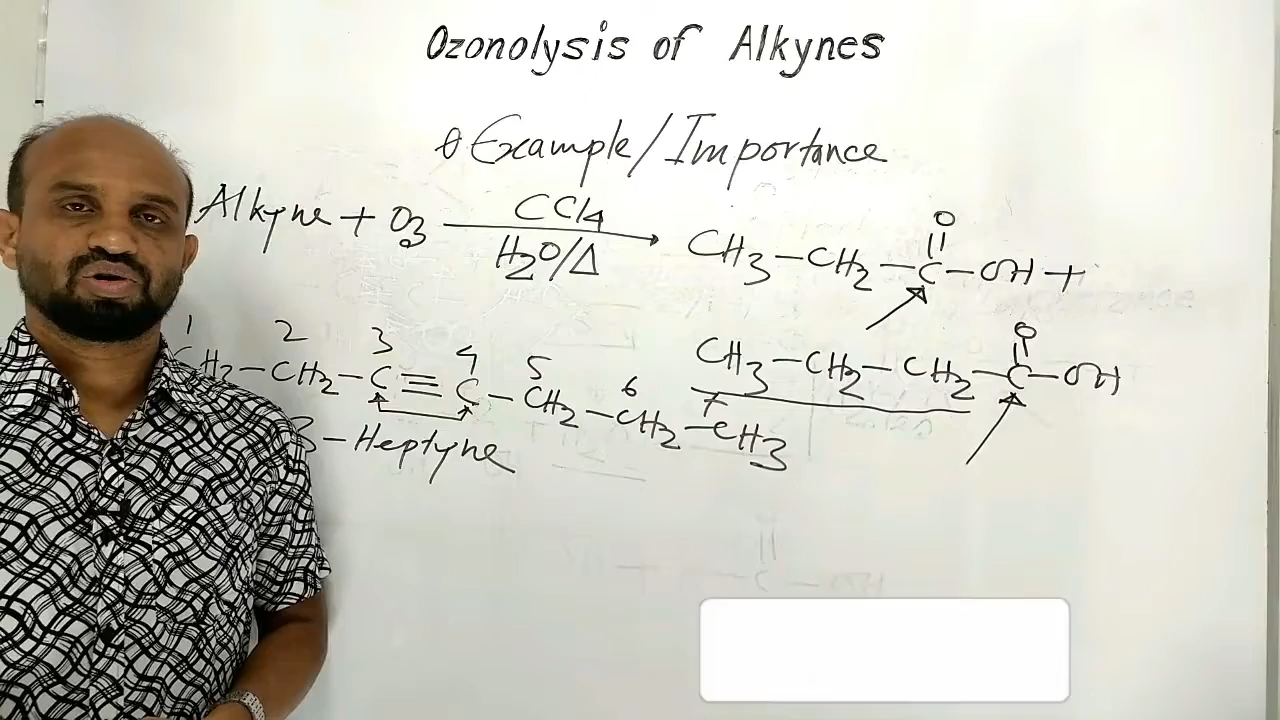 Ozonolysis of Alkynes
Example/Importance
Alkyne + O3 CCl4 H2O/Δ
CH3-CH2-C-OH +
O
CH3-CH2-CH2-C-OH
O
1 2 3 4 5 6 7
CH2-CH2-C≡C-CH2-CH2-CH3
3-Heptyne